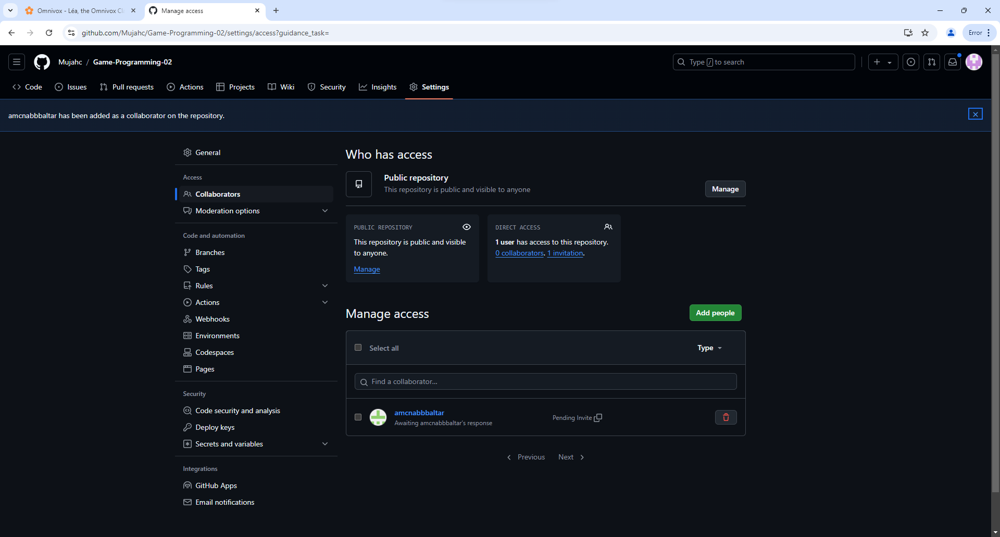 Omnivox - Léa, the Omnivox Cl
Manage access
github.com/Mujahc/Game-Programming-02/settings/access?guidance_task=
Error
Mujahc / Game-Programming-02
Type / to search
Code
Issues
Pull requests
Actions
Projects
Wiki
Security
Insights
Settings
amcnabbbaltar has been added as a collaborator on the repository.
General
Access
Collaborators
Moderation options
Code and automation
Branches
Tags
Rules
Actions
Webhooks
Environments
Codespaces
Pages
Security
Code security and analysis
Deploy keys
Secrets and variables
Integrations
GitHub Apps
Email notifications
Who has access
Public repository
This repository is public and visible to anyone
Manage
PUBLIC REPOSITORY
This repository is public and visible
to anyone.
Manage
DIRECT ACCESS
1 user has access to this repository.
0 collaborators. 1 invitation.
Manage access
Add people
Select all
Type
Find a collaborator...
amcnabbbaltar
Awaiting amcnabbbaltar's response
Pending Invite
Previous
Next